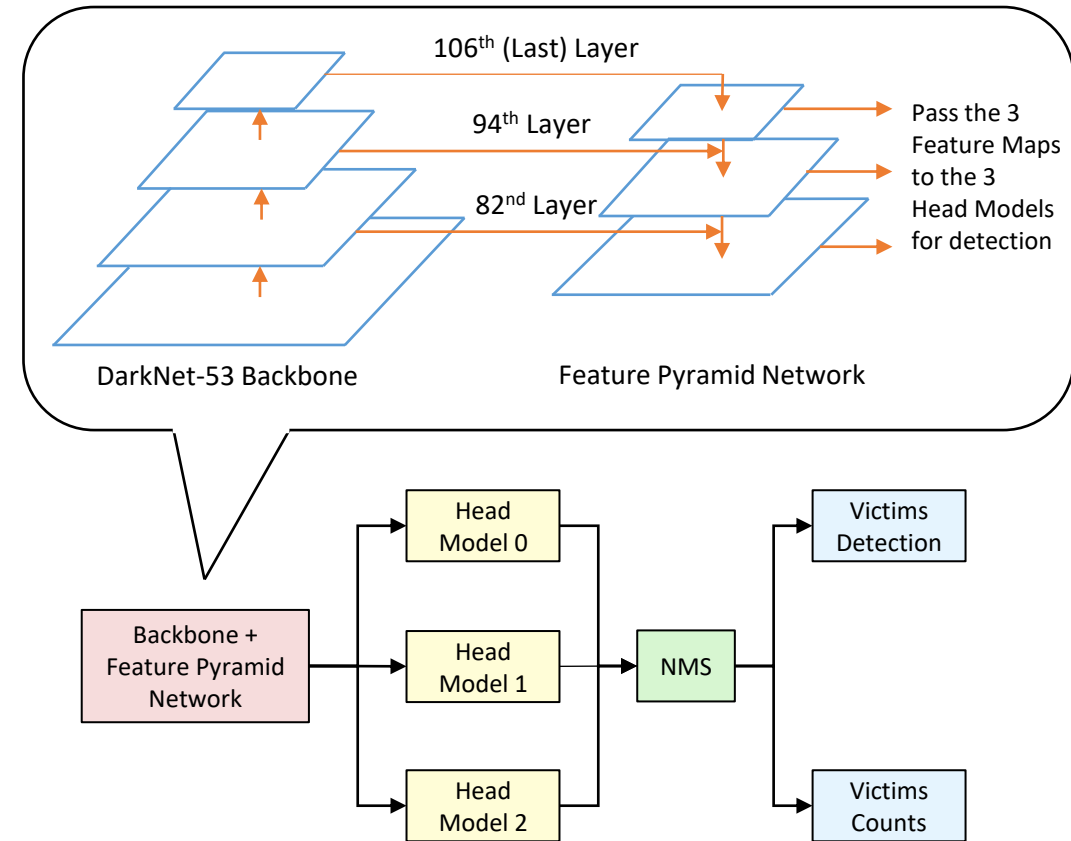 106th (Last) Layer
94th Layer
82nd Layer
Pass the 3
Feature Maps
to the 3
Head Models
for detection
DarkNet-53 Backbone
Feature Pyramid Network
Head
Model 0
Victims
Detection
Backbone +
Feature Pyramid
Network
Head
Model 1
NMS
Head
Model 2
Victims
Counts